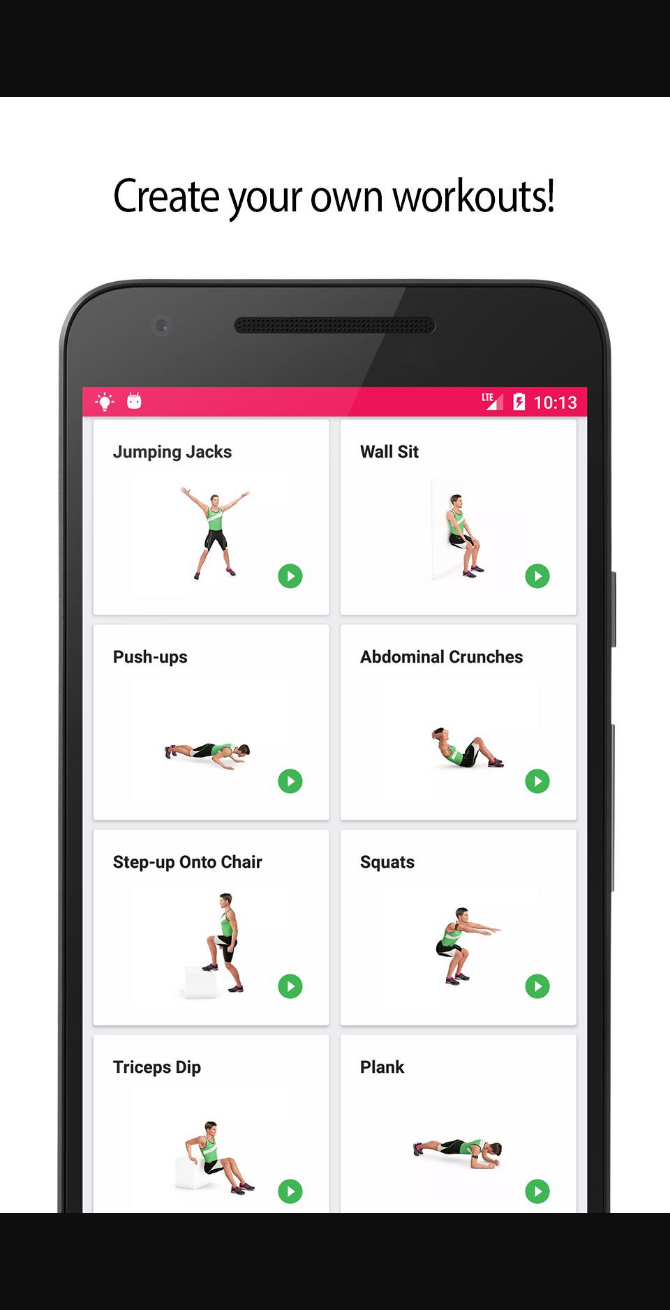 Create your own workouts!
LTE 10:13
Jumping Jacks
Wall Sit
Push-ups
Abdominal Crunches
Step-up Onto Chair
Squats
Triceps Dip
Plank